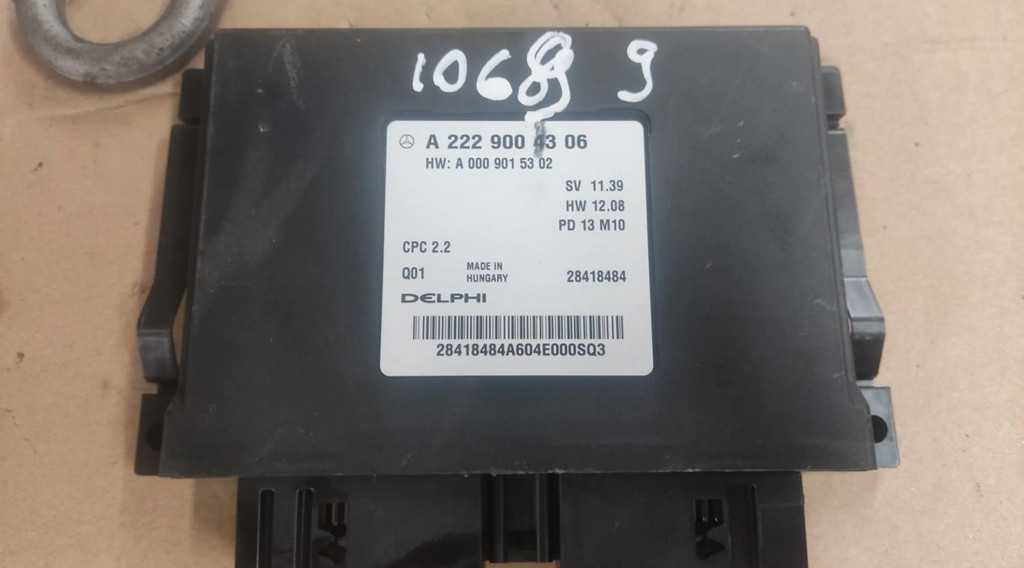 A 222 900 43 06
HW: A 000 901 53 02
SV 11.39
HW 12.08
PD 13 M10
CPC 2.2
Q01 MADE IN HUNGARY 28418484
DELPHI
28418484A604E000SQ3